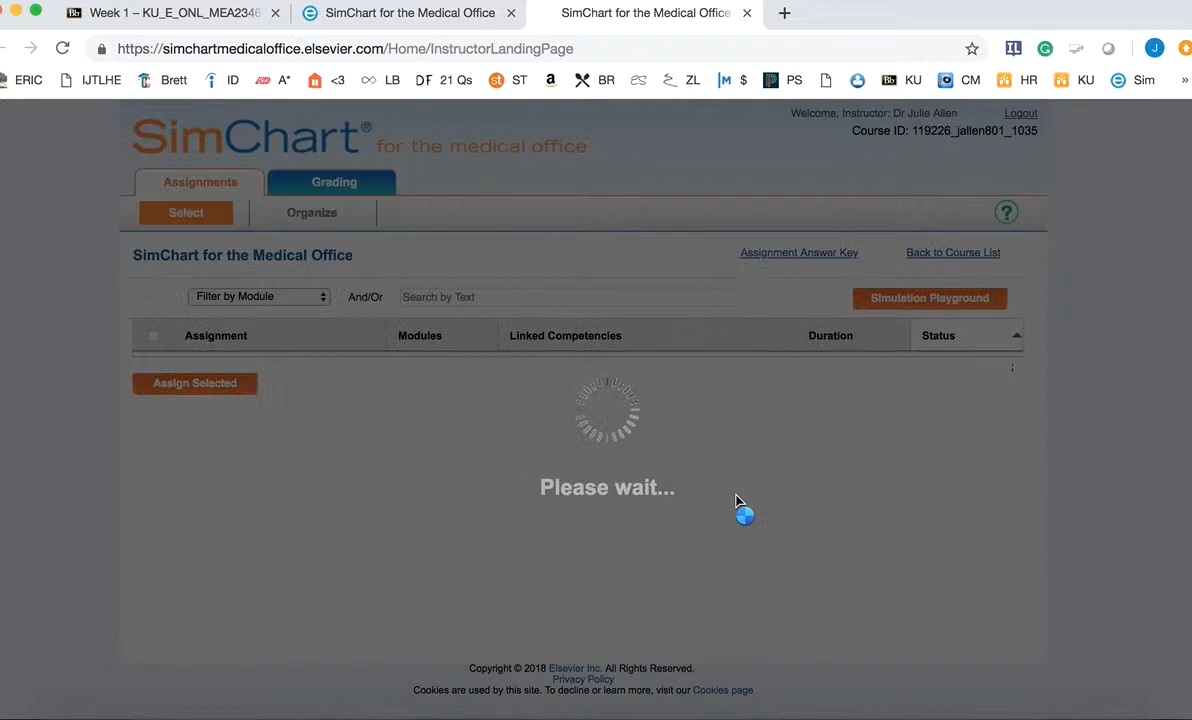 Week 1 – KU_E_ONL_MEA2346
SimChart for the Medical Office
SimChart for the Medical Office
https://simchartmedicaloffice.elsevier.com/Home/InstructorLandingPage
ERIC IJTLHE Brett ID A* <3 LB DF 21 Qs ST BR ZL $ PS KU CM HR KU Sim »
Welcome, Instructor: Dr Julie Allen Logout
Course ID: 119226_jallen801_1035
SimChart® for the medical office
Assignments Grading
Select Organize ?
SimChart for the Medical Office Assignment Answer Key Back to Course List
Filter by Module And/Or Search by Text Simulation Playground
Assignment Modules Linked Competencies Duration Status
Assign Selected
Please wait...
Copyright © 2018 Elsevier Inc. All Rights Reserved.
Privacy Policy
Cookies are used by this site. To decline or learn more, visit our Cookies page